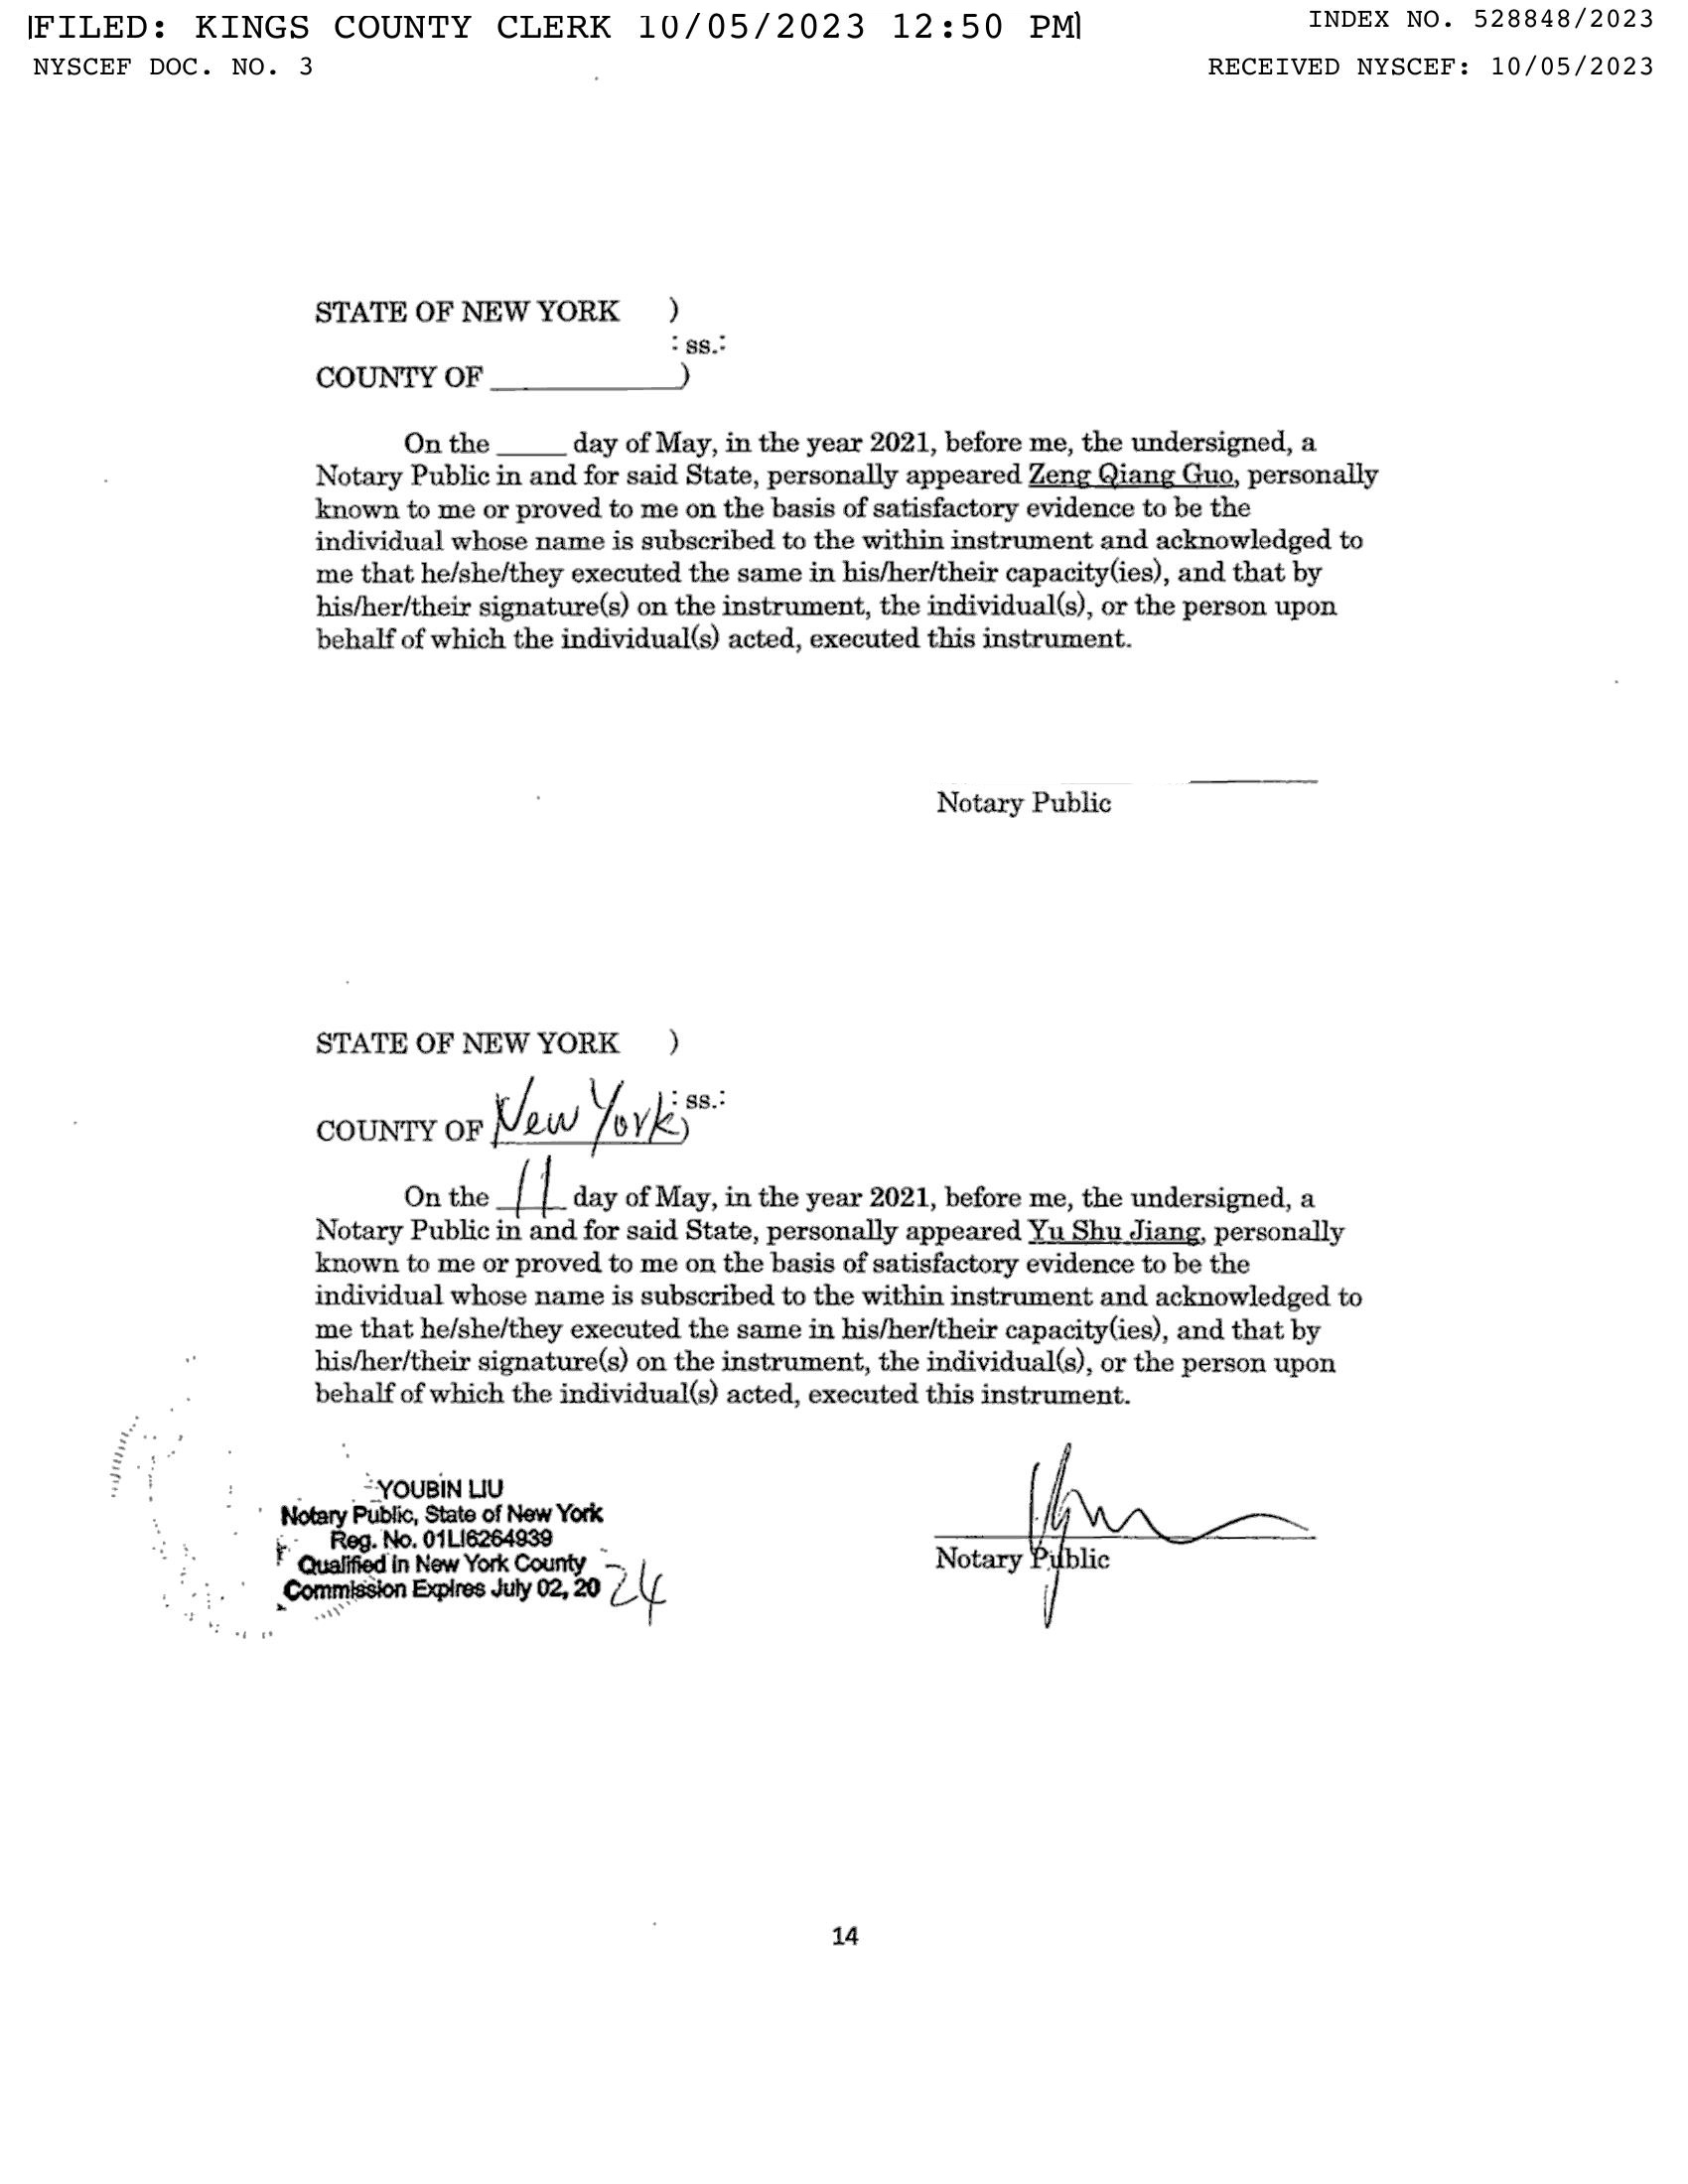 FILED: KINGS COUNTY CLERK 10/05/2023 12:50 PM
INDEX NO. 528848/2023
NYSCEF DOC. NO. 3
RECEIVED NYSCEF: 10/05/2023
STATE OF NEW YORK )
: ss.:
COUNTY OF ____________)
On the _____ day of May, in the year 2021, before me, the undersigned, a
Notary Public in and for said State, personally appeared Zeng Qiang Guo, personally
known to me or proved to me on the basis of satisfactory evidence to be the
individual whose name is subscribed to the within instrument and acknowledged to
me that he/she/they executed the same in his/her/their capacity(ies), and that by
his/her/their signature(s) on the instrument, the individual(s), or the person upon
behalf of which the individual(s) acted, executed this instrument.
Notary Public
STATE OF NEW YORK )
: ss.:
COUNTY OF New York)
On the 11 day of May, in the year 2021, before me, the undersigned, a
Notary Public in and for said State, personally appeared Yu Shu Jiang, personally
known to me or proved to me on the basis of satisfactory evidence to be the
individual whose name is subscribed to the within instrument and acknowledged to
me that he/she/they executed the same in his/her/their capacity(ies), and that by
his/her/their signature(s) on the instrument, the individual(s), or the person upon
behalf of which the individual(s) acted, executed this instrument.
YOUBIN LIU
Notary Public, State of New York
Reg. No. 01LI6264939
Qualified in New York County
Commission Expires July 02, 2024
Notary Public
14